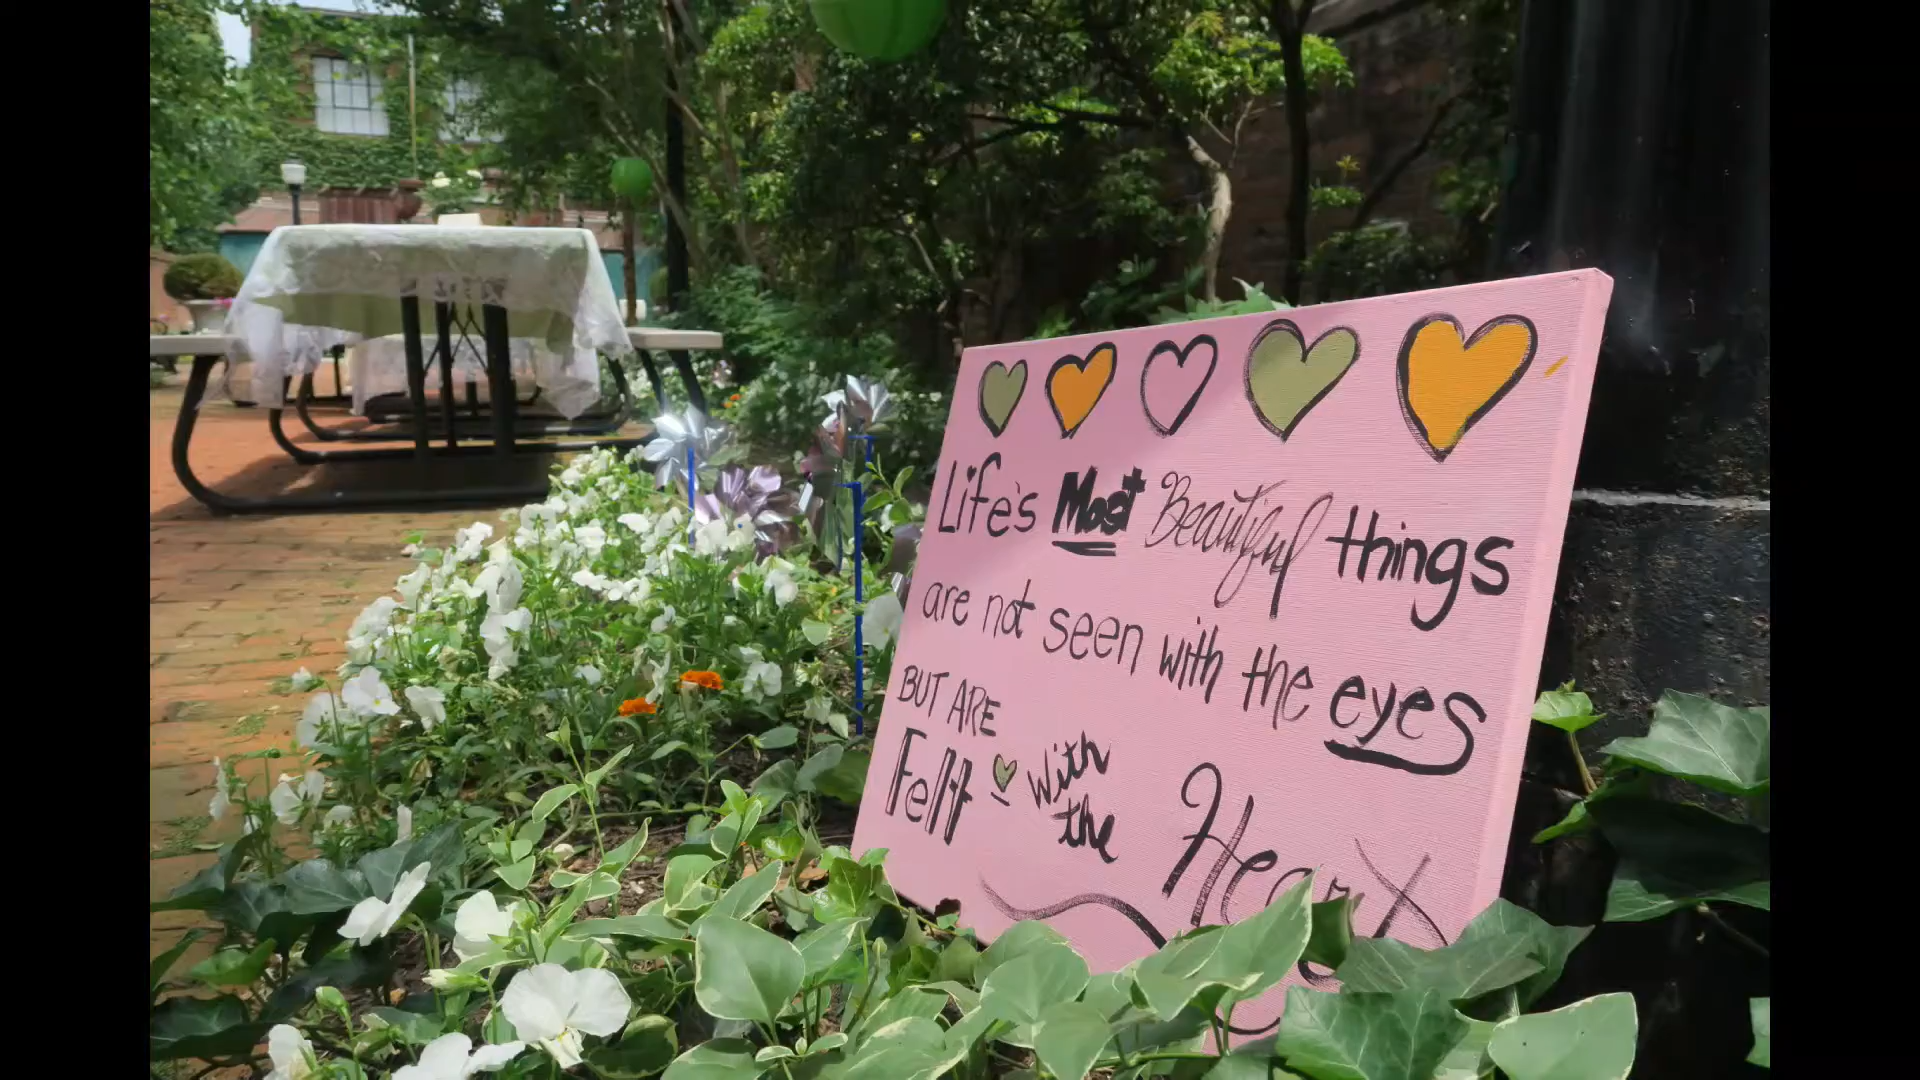 Life's Most Beautiful things
are not seen with the eyes
BUT ARE
Felt With
the Heart